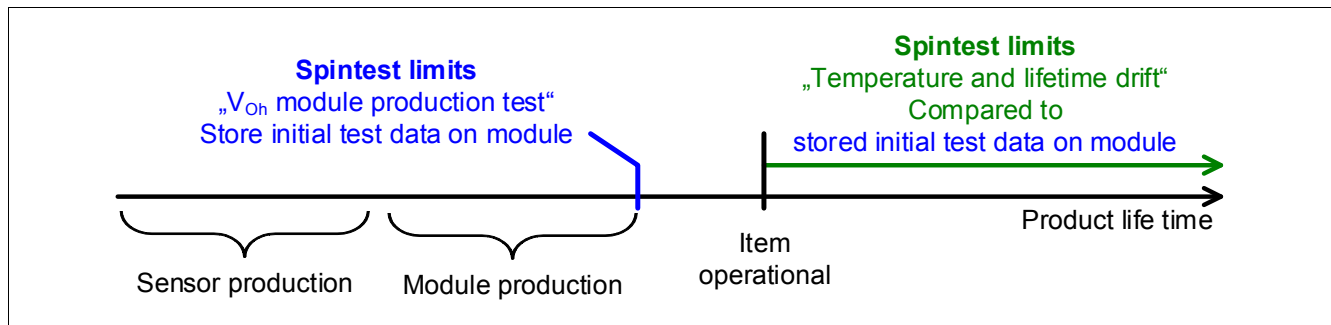 Spintest limits
„V_Oh module production test“
Store initial test data on module
Spintest limits
„Temperature and lifetime drift“
Compared to
stored initial test data on module
Product life time
Sensor production
Module production
Item
operational